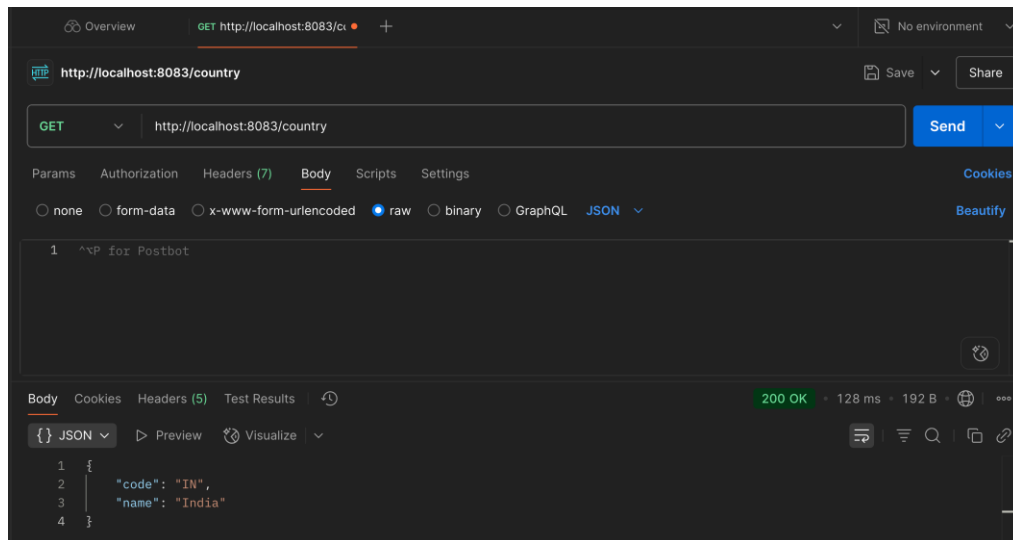 Overview GET http://localhost:8083/cc No environment
HTTP http://localhost:8083/country Save Share
GET http://localhost:8083/country Send
Params Authorization Headers (7) Body Scripts Settings Cookies
none form-data x-www-form-urlencoded raw binary GraphQL JSON Beautify
1 ^⌥P for Postbot
Body Cookies Headers (5) Test Results 200 OK • 128 ms • 192 B •
{} JSON Preview Visualize
1 {
2 "code": "IN",
3 "name": "India"
4 }